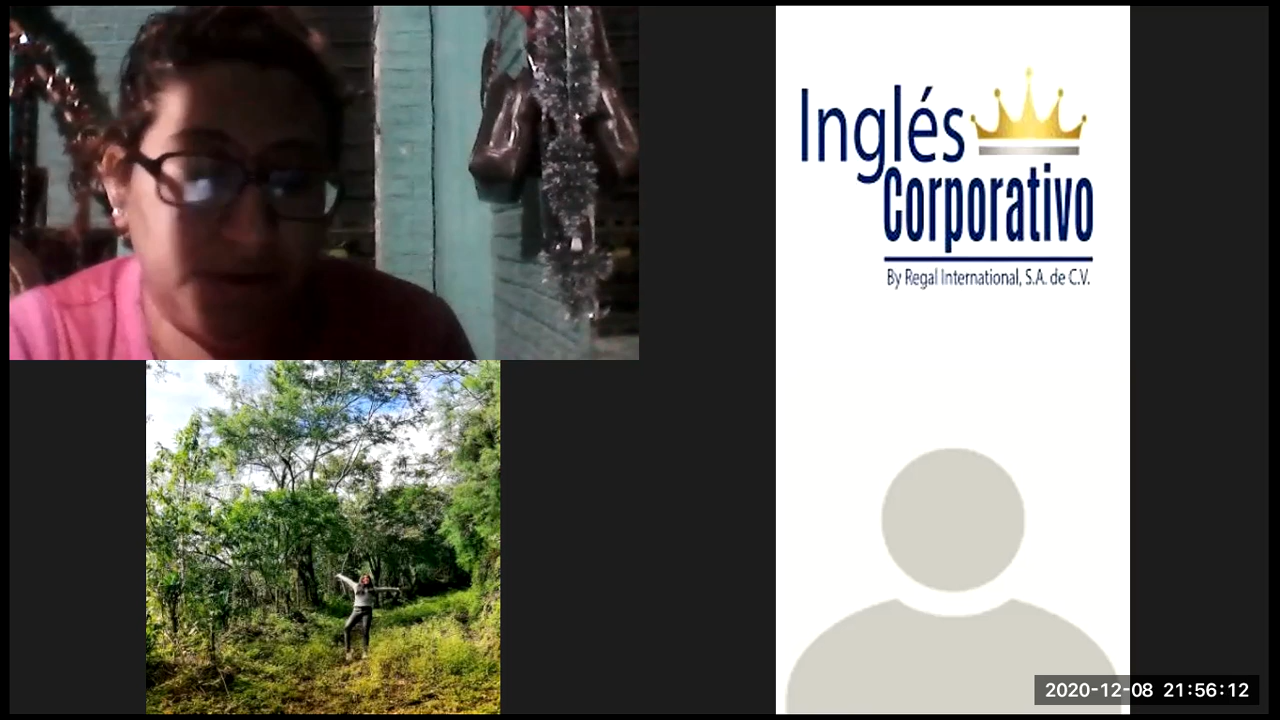 Inglés
Corporativo
By Regal International, S.A. de C.V.
2020-12-08 21:56:12